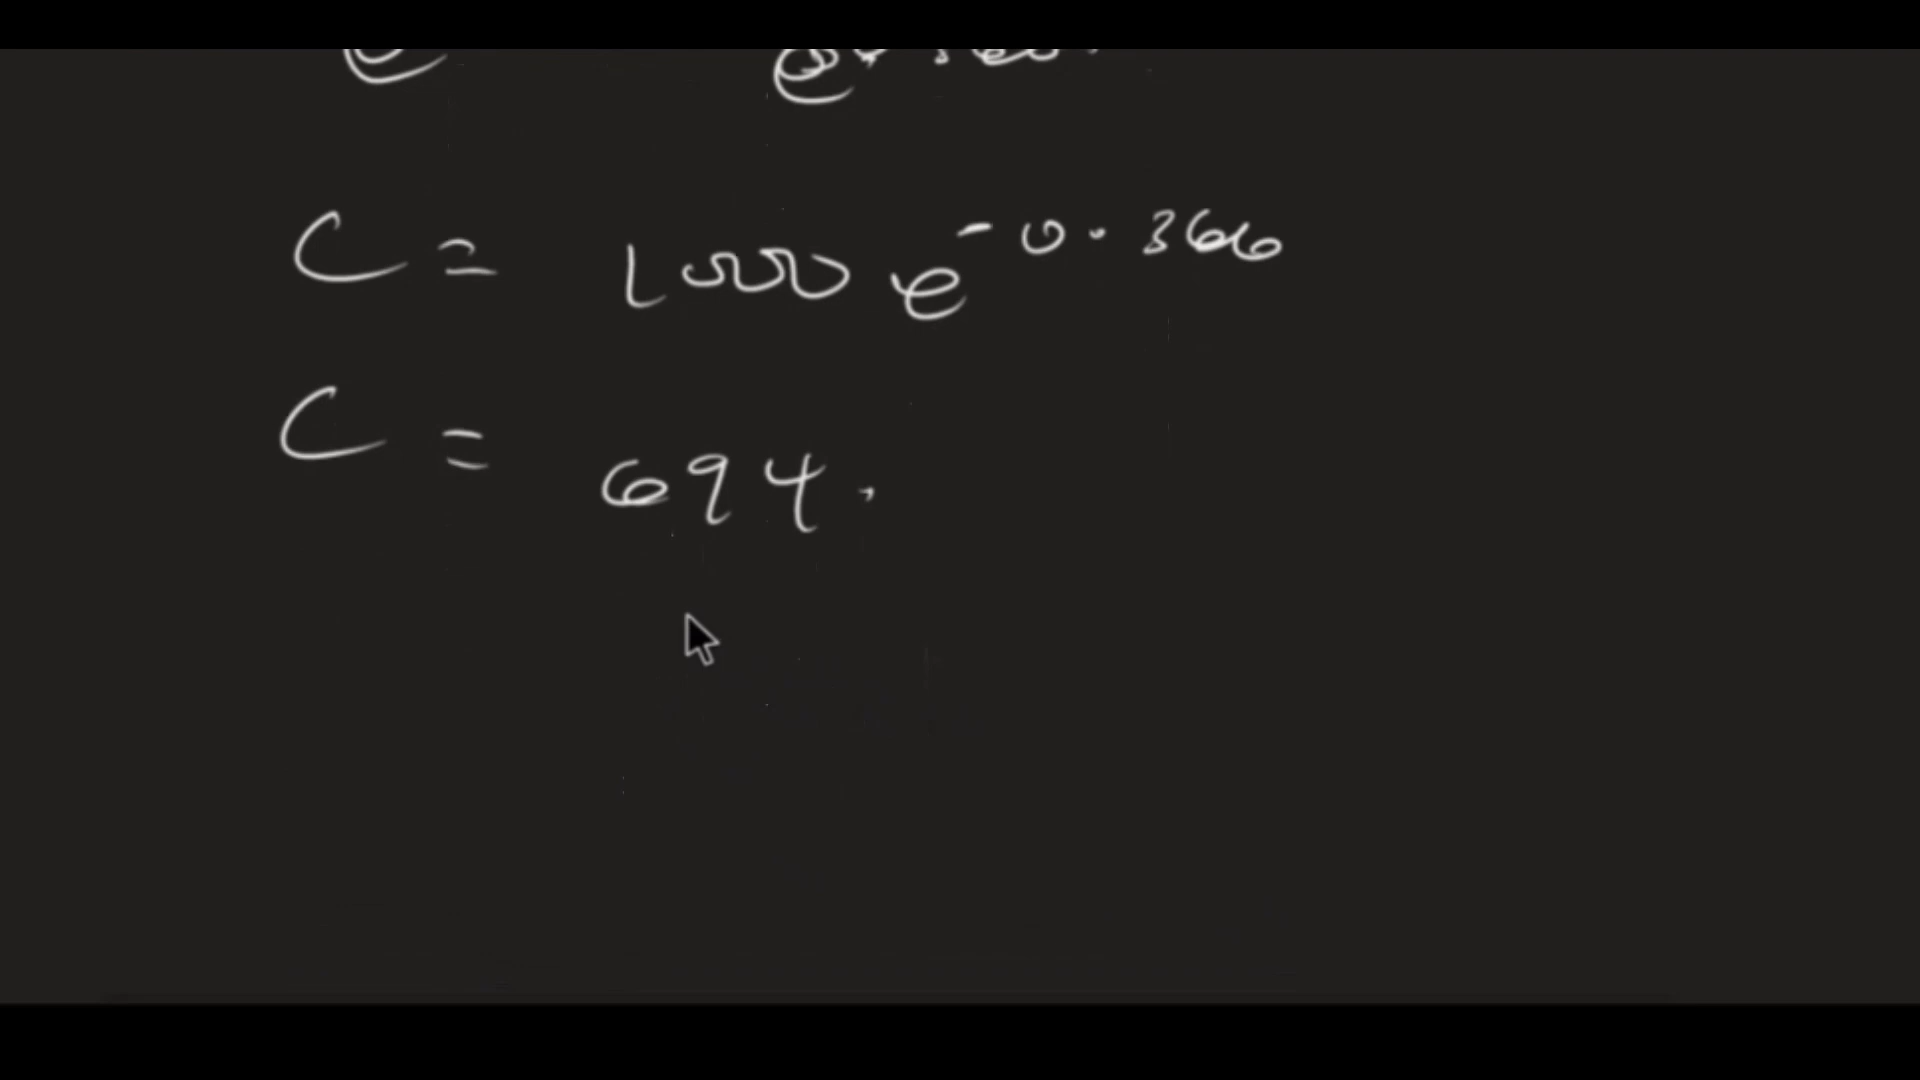 C = 1000 e^-0.366
C = 694.